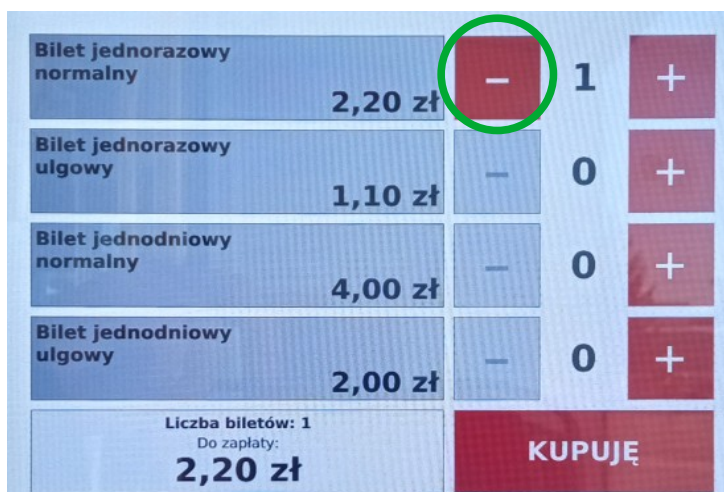 Bilet jednorazowy
normalny
2,20 zł
− 1 +
Bilet jednorazowy
ulgowy
1,10 zł
− 0 +
Bilet jednodniowy
normalny
4,00 zł
− 0 +
Bilet jednodniowy
ulgowy
2,00 zł
− 0 +
Liczba biletów: 1
Do zapłaty:
2,20 zł
KUPUJĘ